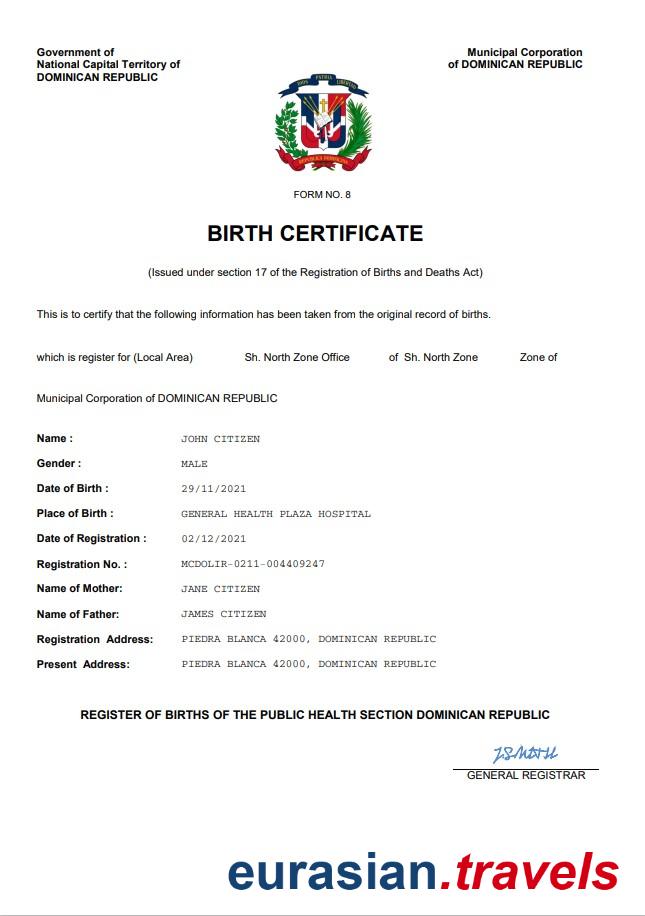 Government of
National Capital Territory of
DOMINICAN REPUBLIC
Municipal Corporation
of DOMINICAN REPUBLIC
DIOS PATRIA LIBERTAD
REPUBLICA DOMINICANA
FORM NO. 8
BIRTH CERTIFICATE
(Issued under section 17 of the Registration of Births and Deaths Act)
This is to certify that the following information has been taken from the original record of births.
which is register for (Local Area) Sh. North Zone Office of Sh. North Zone Zone of
Municipal Corporation of DOMINICAN REPUBLIC
Name : JOHN CITIZEN
Gender : MALE
Date of Birth : 29/11/2021
Place of Birth : GENERAL HEALTH PLAZA HOSPITAL
Date of Registration : 02/12/2021
Registration No. : MCDOLIR-0211-004409247
Name of Mother: JANE CITIZEN
Name of Father: JAMES CITIZEN
Registration Address: PIEDRA BLANCA 42000, DOMINICAN REPUBLIC
Present Address: PIEDRA BLANCA 42000, DOMINICAN REPUBLIC
REGISTER OF BIRTHS OF THE PUBLIC HEALTH SECTION DOMINICAN REPUBLIC
GENERAL REGISTRAR
eurasian.travels